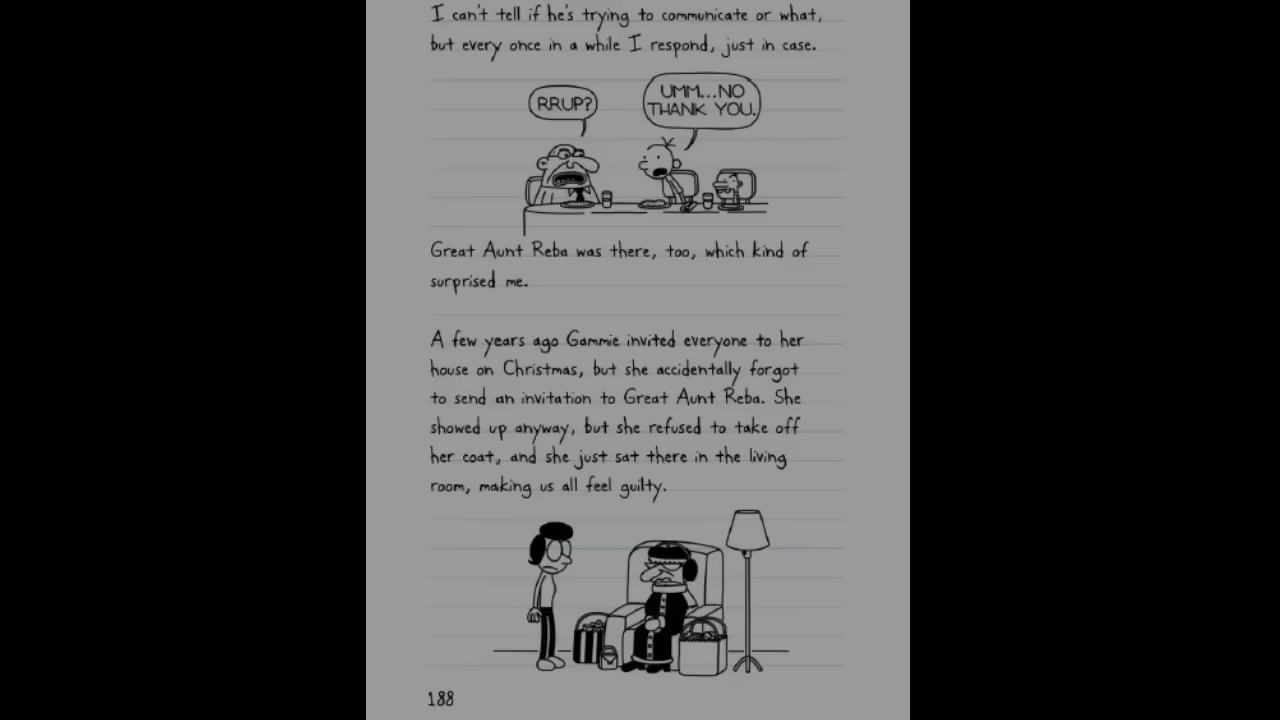 I can't tell if he's trying to communicate or what,
but every once in a while I respond, just in case.
RRUP?
UMM...NO
THANK YOU.
Great Aunt Reba was there, too, which kind of
surprised me.
A few years ago Gammie invited everyone to her
house on Christmas, but she accidentally forgot
to send an invitation to Great Aunt Reba. She
showed up anyway, but she refused to take off
her coat, and she just sat there in the living
room, making us all feel guilty.
188